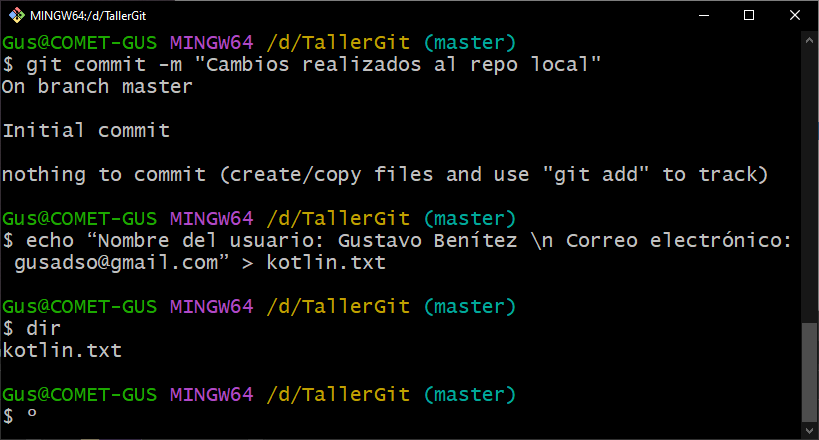 MINGW64:/d/TallerGit
Gus@COMET-GUS MINGW64 /d/TallerGit (master)
$ git commit -m "Cambios realizados al repo local"
On branch master
Initial commit
nothing to commit (create/copy files and use "git add" to track)
Gus@COMET-GUS MINGW64 /d/TallerGit (master)
$ echo “Nombre del usuario: Gustavo Benítez \n Correo electrónico:
gusadso@gmail.com” > kotlin.txt
Gus@COMET-GUS MINGW64 /d/TallerGit (master)
$ dir
kotlin.txt
Gus@COMET-GUS MINGW64 /d/TallerGit (master)
$ º